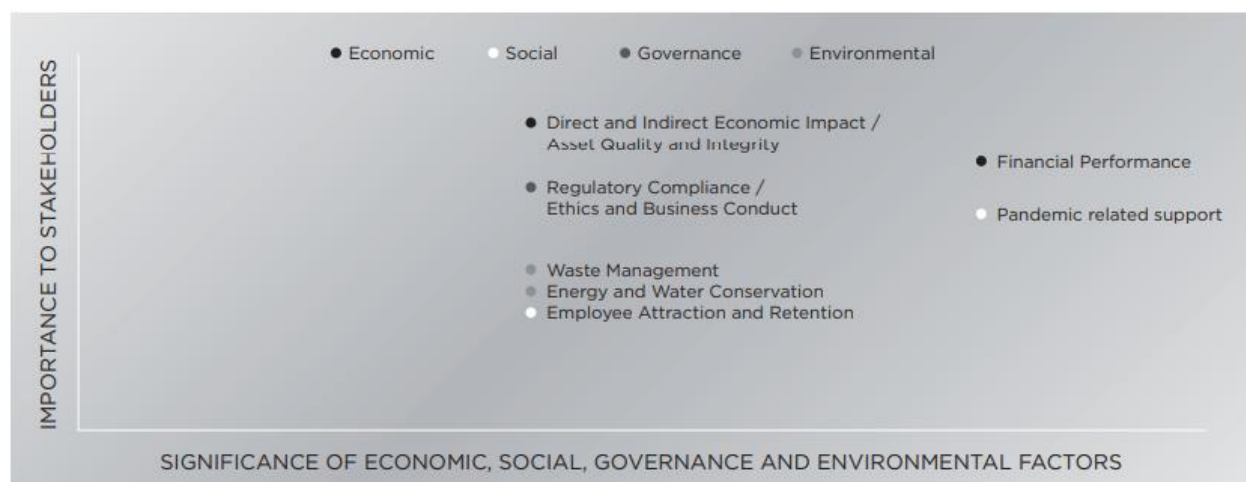 IMPORTANCE TO STAKEHOLDERS
Economic
Social
Governance
Environmental
Direct and Indirect Economic Impact /
Asset Quality and Integrity
Financial Performance
Regulatory Compliance /
Ethics and Business Conduct
Pandemic related support
Waste Management
Energy and Water Conservation
Employee Attraction and Retention
SIGNIFICANCE OF ECONOMIC, SOCIAL, GOVERNANCE AND ENVIRONMENTAL FACTORS